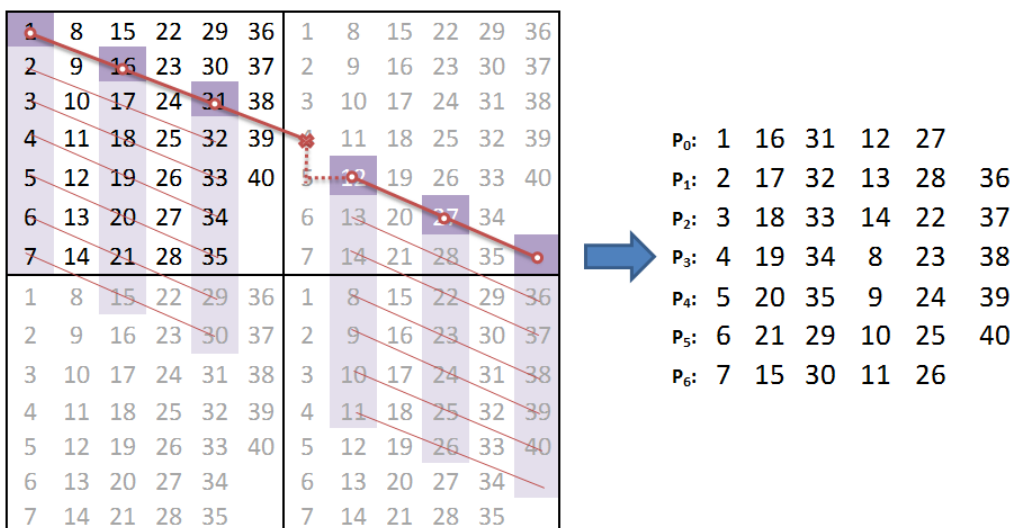 1 8 15 22 29 36 1 8 15 22 29 36
2 9 16 23 30 37 2 9 16 23 30 37
3 10 17 24 31 38 3 10 17 24 31 38
4 11 18 25 32 39 4 11 18 25 32 39
5 12 19 26 33 40 5 12 19 26 33 40
6 13 20 27 34 6 13 20 27 34
7 14 21 28 35 7 14 21 28 35
1 8 15 22 29 36 1 8 15 22 29 36
2 9 16 23 30 37 2 9 16 23 30 37
3 10 17 24 31 38 3 10 17 24 31 38
4 11 18 25 32 39 4 11 18 25 32 39
5 12 19 26 33 40 5 12 19 26 33 40
6 13 20 27 34 6 13 20 27 34
7 14 21 28 35 7 14 21 28 35
P₀: 1 16 31 12 27
P₁: 2 17 32 13 28 36
P₂: 3 18 33 14 22 37
P₃: 4 19 34 8 23 38
P₄: 5 20 35 9 24 39
P₅: 6 21 29 10 25 40
P₆: 7 15 30 11 26